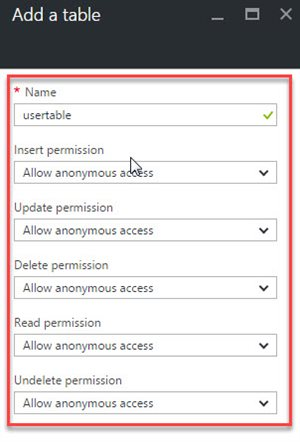 Add a table
* Name
usertable
Insert permission
Allow anonymous access
Update permission
Allow anonymous access
Delete permission
Allow anonymous access
Read permission
Allow anonymous access
Undelete permission
Allow anonymous access